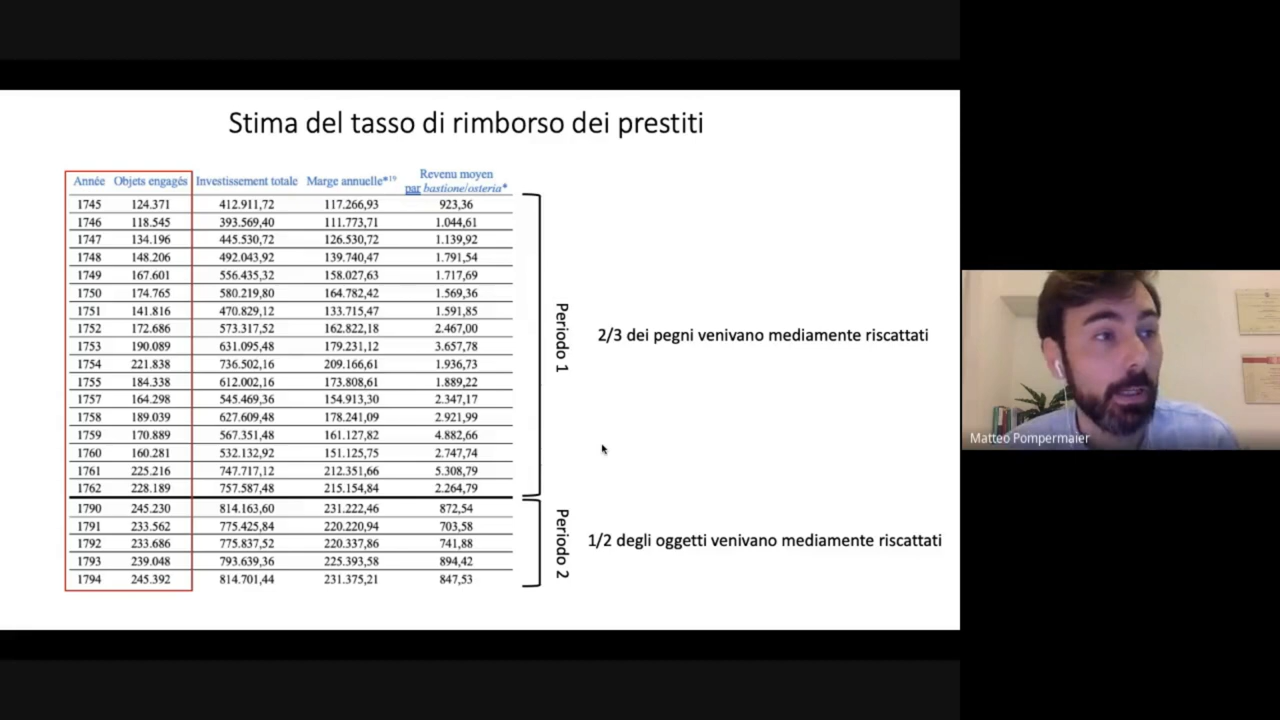 Stima del tasso di rimborso dei prestiti
Année Objets engagés Investissement totale Marge annuelle*19 Revenu moyen par bastione/osteria*
1745 124.371 412.911,72 117.266,93 923,36
1746 118.545 393.569,40 111.773,71 1.044,61
1747 134.196 445.530,72 126.530,72 1.139,92
1748 148.206 492.043,92 139.740,47 1.791,54
1749 167.601 556.435,32 158.027,63 1.717,69
1750 174.765 580.219,80 164.782,42 1.569,36
1751 141.816 470.829,12 133.715,47 1.591,85
1752 172.686 573.317,52 162.822,18 2.467,00
1753 190.089 631.095,48 179.231,12 3.657,78
1754 221.838 736.502,16 209.166,61 1.936,73
1755 184.338 612.002,16 173.808,61 1.889,22
1757 164.298 545.469,36 154.913,30 2.347,17
1758 189.039 627.609,48 178.241,09 2.921,99
1759 170.889 567.351,48 161.127,82 4.882,66
1760 160.281 532.132,92 151.125,75 2.747,74
1761 225.216 747.717,12 212.351,66 5.308,79
1762 228.189 757.587,48 215.154,84 2.264,79
1790 245.230 814.163,60 231.222,46 872,54
1791 233.562 775.425,84 220.220,94 703,58
1792 233.686 775.837,52 220.337,86 741,88
1793 239.048 793.639,36 225.393,58 894,42
1794 245.392 814.701,44 231.375,21 847,53
Periodo 1
2/3 dei pegni venivano mediamente riscattati
Periodo 2
1/2 degli oggetti venivano mediamente riscattati
Matteo Pompermaier